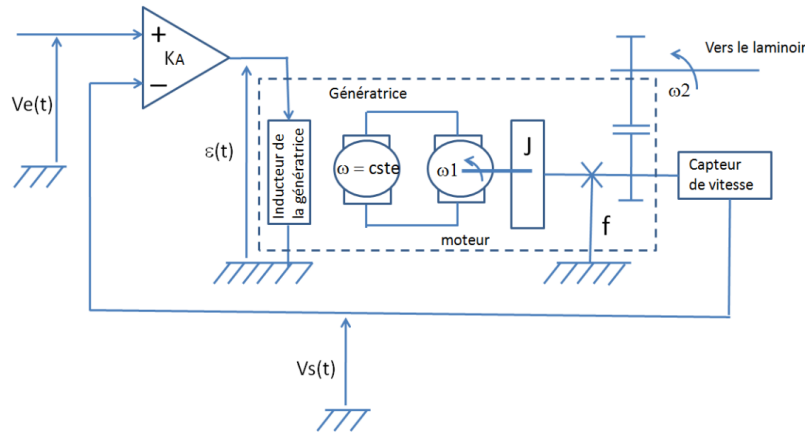 +
KA
−
Ve(t)
ε(t)
Inducteur de
la génératrice
Génératrice
ω = cste
ω1
moteur
J
f
Vers le laminoir
ω2
Capteur
de vitesse
Vs(t)